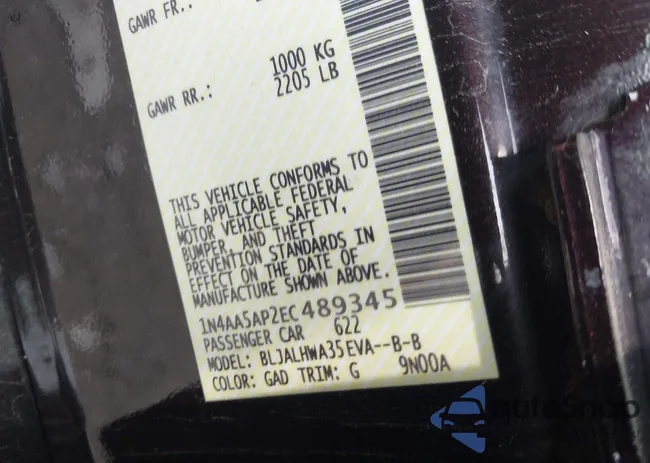 GAWR FR.:
1000 KG
GAWR RR.: 2205 LB
THIS VEHICLE CONFORMS TO
ALL APPLICABLE FEDERAL
MOTOR VEHICLE SAFETY,
BUMPER, AND THEFT
PREVENTION STANDARDS IN
EFFECT ON THE DATE OF
MANUFACTURE SHOWN ABOVE.
1N4AA5AP2EC489345
PASSENGER CAR 622
MODEL: BLJALHWA35EVA--B-B
COLOR: GAD TRIM: G 9N00A
autoSnap